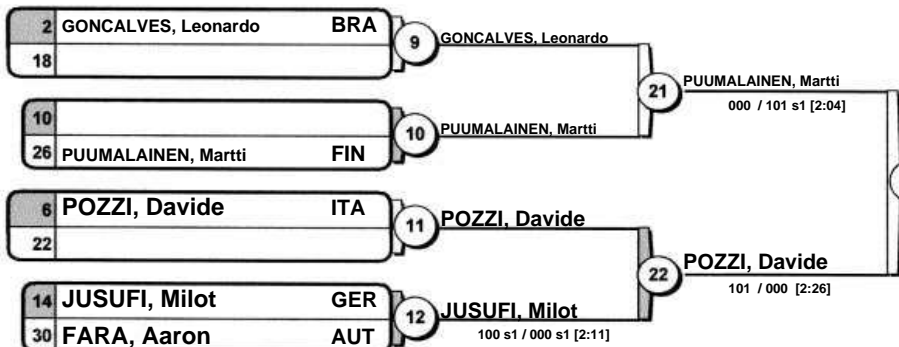 2 GONCALVES, Leonardo BRA
18
9
GONCALVES, Leonardo
10
26 PUUMALAINEN, Martti FIN
10
PUUMALAINEN, Martti
21
PUUMALAINEN, Martti
000 / 101 s1 [2:04]
6 POZZI, Davide ITA
22
11
POZZI, Davide
14 JUSUFI, Milot GER
30 FARA, Aaron AUT
12
JUSUFI, Milot
100 s1 / 000 s1 [2:11]
22
POZZI, Davide
101 / 000 [2:26]